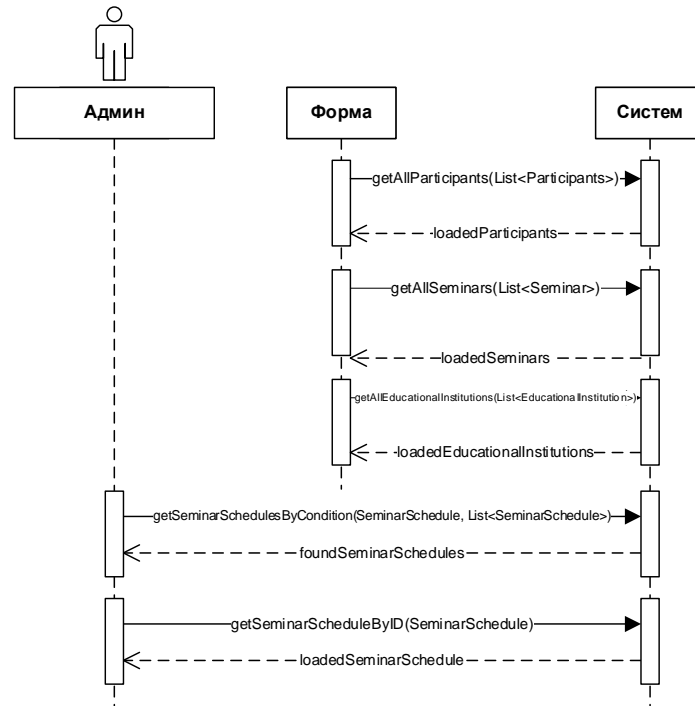 Админ
Форма
Систем
getAllParticipants(List<Participants>)
loadedParticipants
getAllSeminars(List<Seminar>)
loadedSeminars
getAllEducationalInstitutions(List<EducationalInstitution>)
loadedEducationalInstitutions
getSeminarSchedulesByCondition(SeminarSchedule, List<SeminarSchedule>)
foundSeminarSchedules
getSeminarScheduleByID(SeminarSchedule)
loadedSeminarSchedule